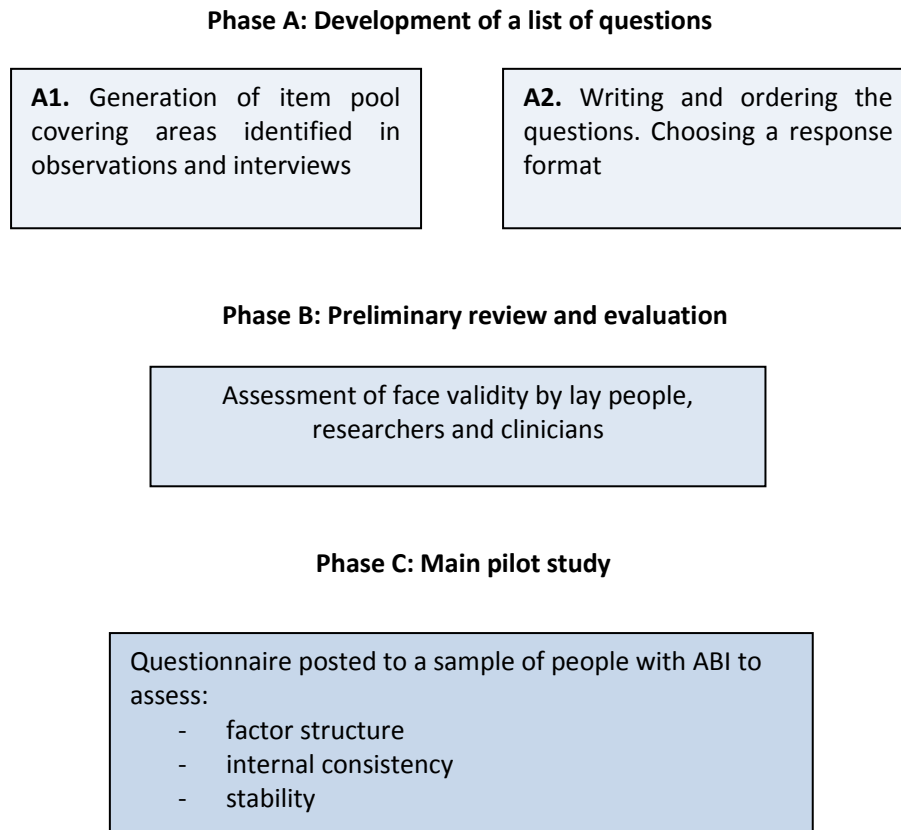 Phase A: Development of a list of questions
A1. Generation of item pool
covering areas identified in
observations and interviews
A2. Writing and ordering the
questions. Choosing a response
format
Phase B: Preliminary review and evaluation
Assessment of face validity by lay people,
researchers and clinicians
Phase C: Main pilot study
Questionnaire posted to a sample of people with ABI to
assess:
- factor structure
- internal consistency
- stability